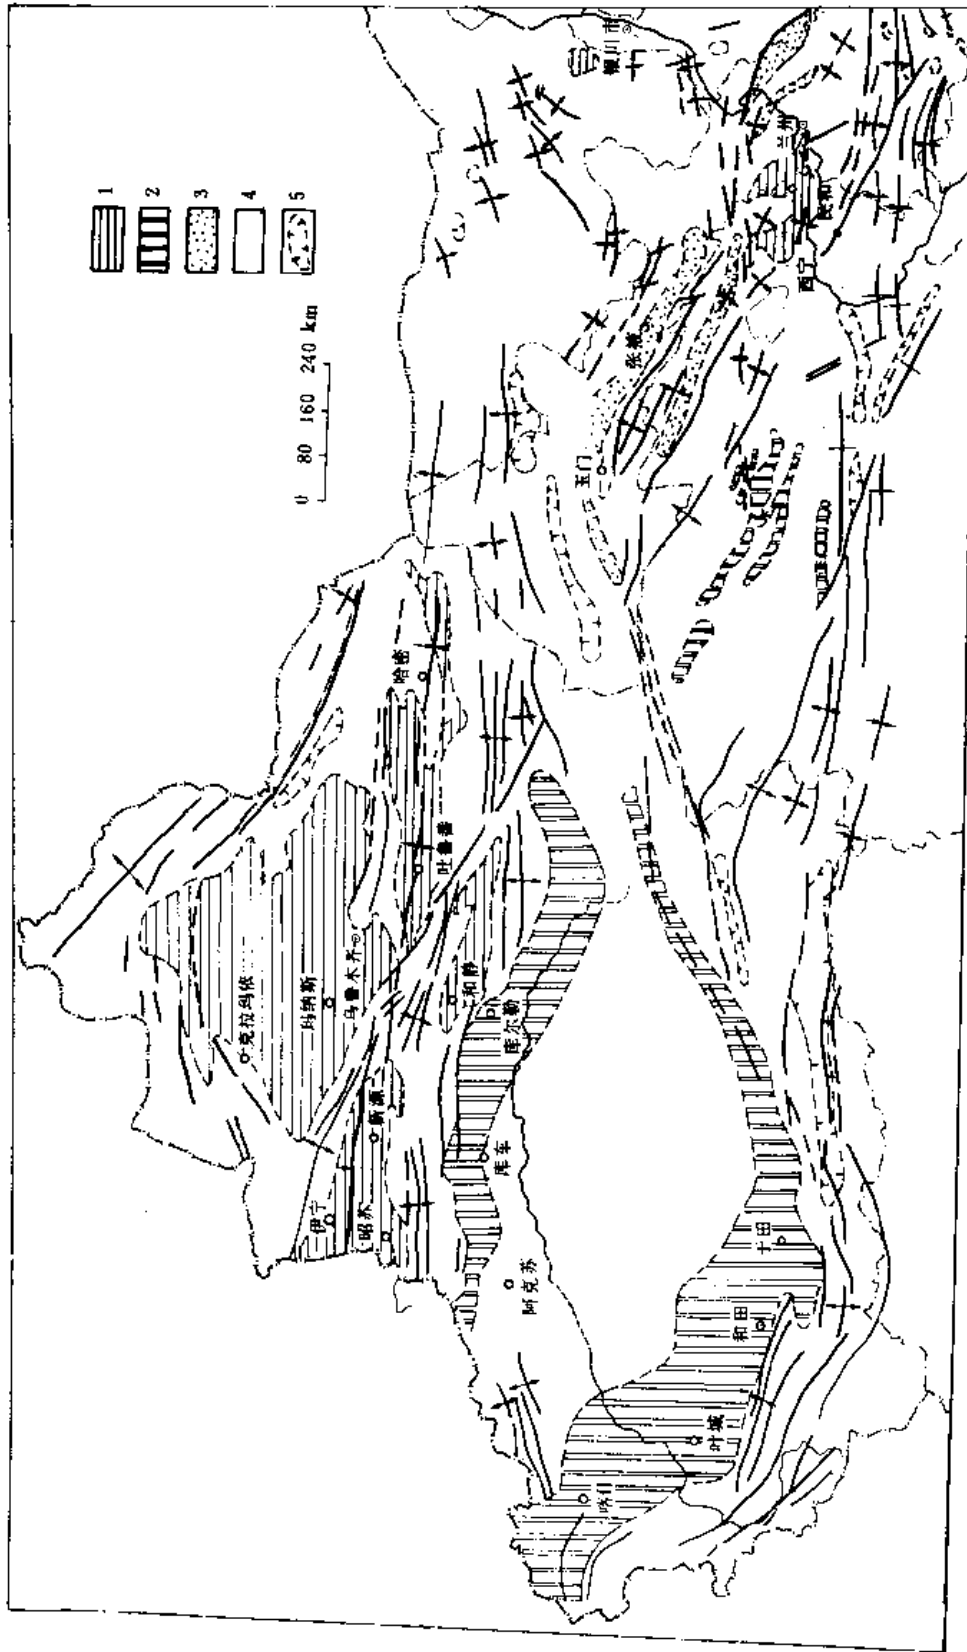 1
2
3
4
5
0 80 160 240 km
克拉玛依
玛纳斯
乌鲁木齐
吐鲁番
哈密
伊宁
昭苏
新源
和静
库尔勒
库车
阿克苏
喀什
叶城
和田
于田
玉门
张掖
西宁
民和
兰州
银川市